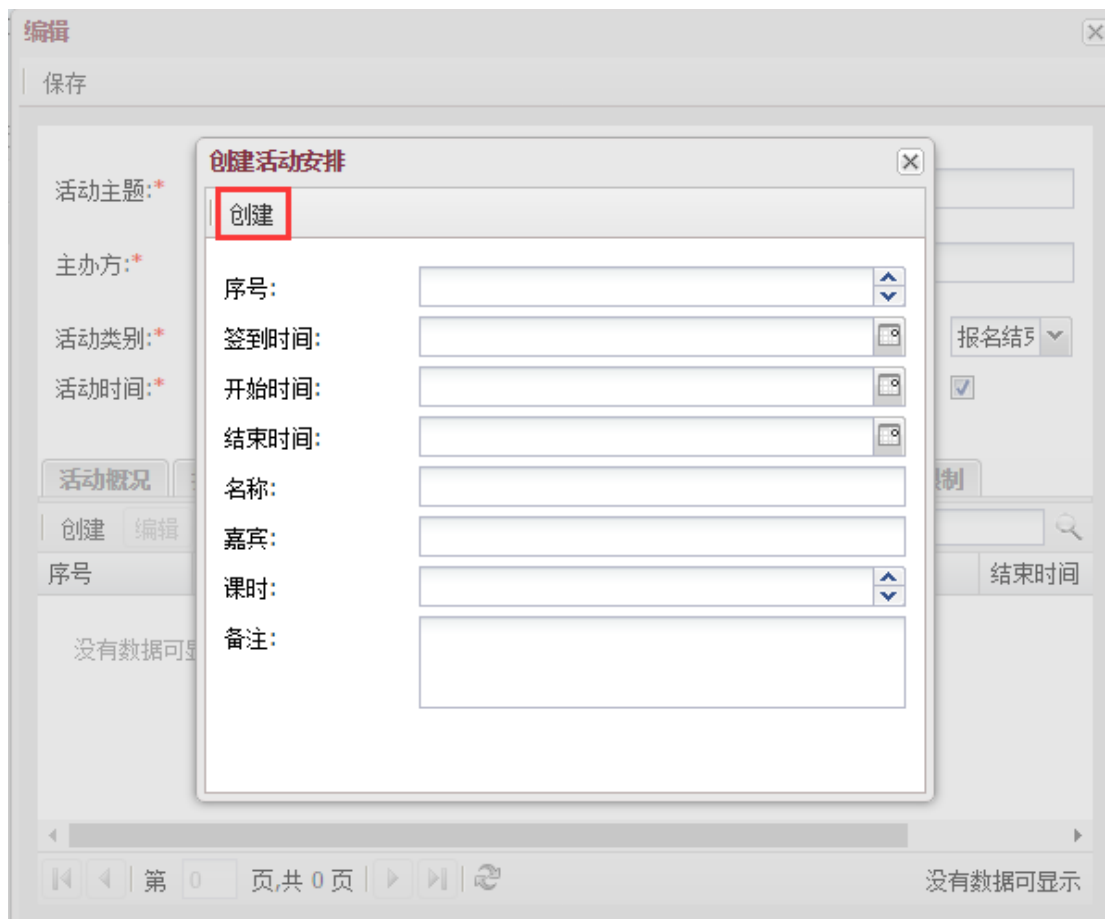 编辑
保存
创建活动安排
创建
活动主题:*
主办方:*
活动类别:*
报名结
活动时间:*
序号:
签到时间:
开始时间:
结束时间:
名称:
嘉宾:
课时:
备注:
活动概况
制
创建 编辑
序号
结束时间
没有数据可
第 0 页,共 0 页
没有数据可显示